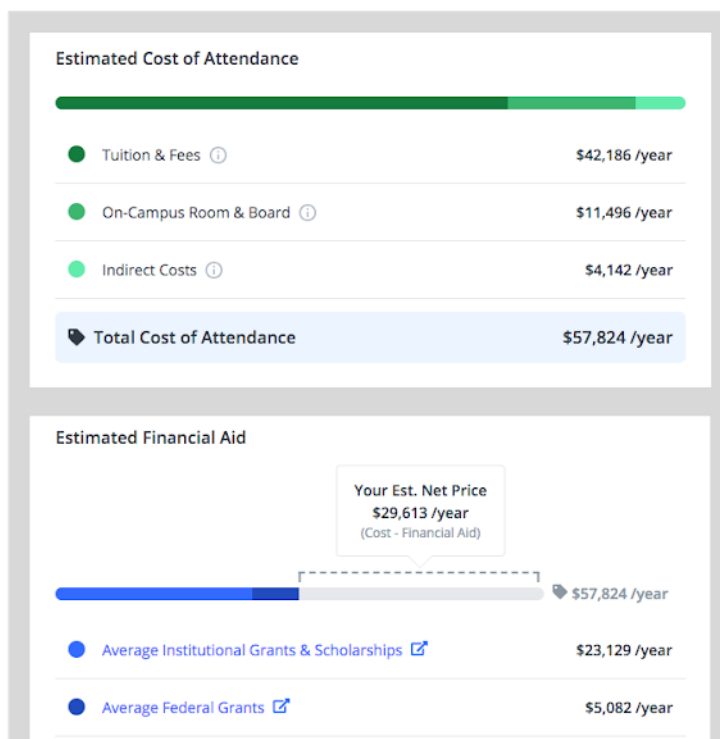 Estimated Cost of Attendance
Tuition & Fees $42,186 /year
On-Campus Room & Board $11,496 /year
Indirect Costs $4,142 /year
Total Cost of Attendance $57,824 /year
Estimated Financial Aid
Your Est. Net Price
$29,613 /year
(Cost - Financial Aid)
$57,824 /year
Average Institutional Grants & Scholarships $23,129 /year
Average Federal Grants $5,082 /year